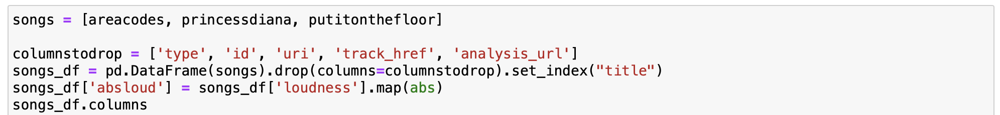 songs = [areacodes, princessdiana, putitonthefloor]
columnstodrop = ['type', 'id', 'uri', 'track_href', 'analysis_url']
songs_df = pd.DataFrame(songs).drop(columns=columnstodrop).set_index("title")
songs_df['absloud'] = songs_df['loudness'].map(abs)
songs_df.columns